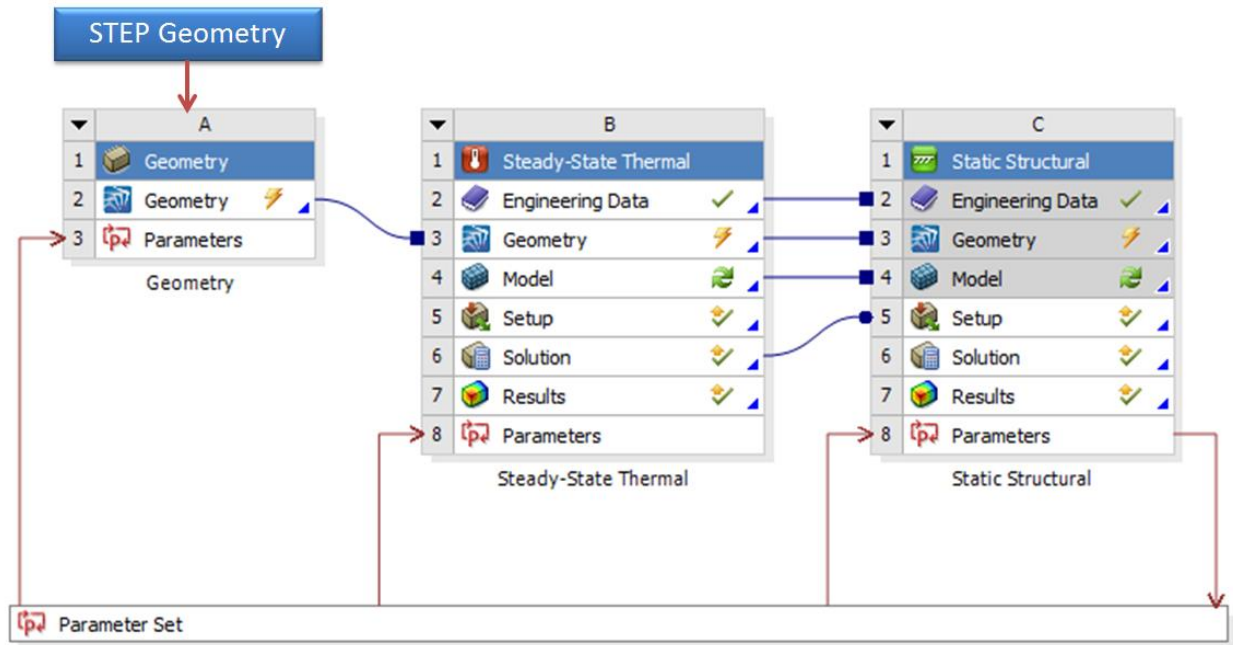 STEP Geometry
A
1 Geometry
2 Geometry
3 Parameters
Geometry
B
1 Steady-State Thermal
2 Engineering Data
3 Geometry
4 Model
5 Setup
6 Solution
7 Results
8 Parameters
Steady-State Thermal
C
1 Static Structural
2 Engineering Data
3 Geometry
4 Model
5 Setup
6 Solution
7 Results
8 Parameters
Static Structural
Parameter Set